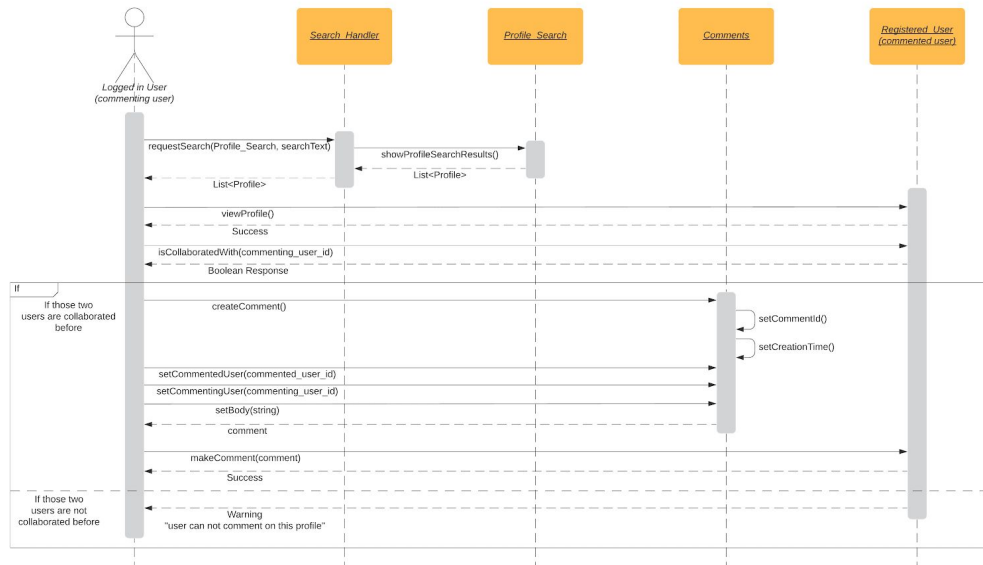 Search_Handler
Profile_Search
Comments
Registered_User
(commented user)
Logged in User
(commenting user)
requestSearch(Profile_Search, searchText)
showProfileSearchResults()
List<Profile>
List<Profile>
viewProfile()
Success
isCollaboratedWith(commenting_user_id)
Boolean Response
If
If those two
users are collaborated
before
createComment()
setCommentId()
setCreationTime()
setCommentedUser(commented_user_id)
setCommentingUser(commenting_user_id)
setBody(string)
comment
makeComment(comment)
Success
If those two
users are not
collaborated before
Warning
"user can not comment on this profile"